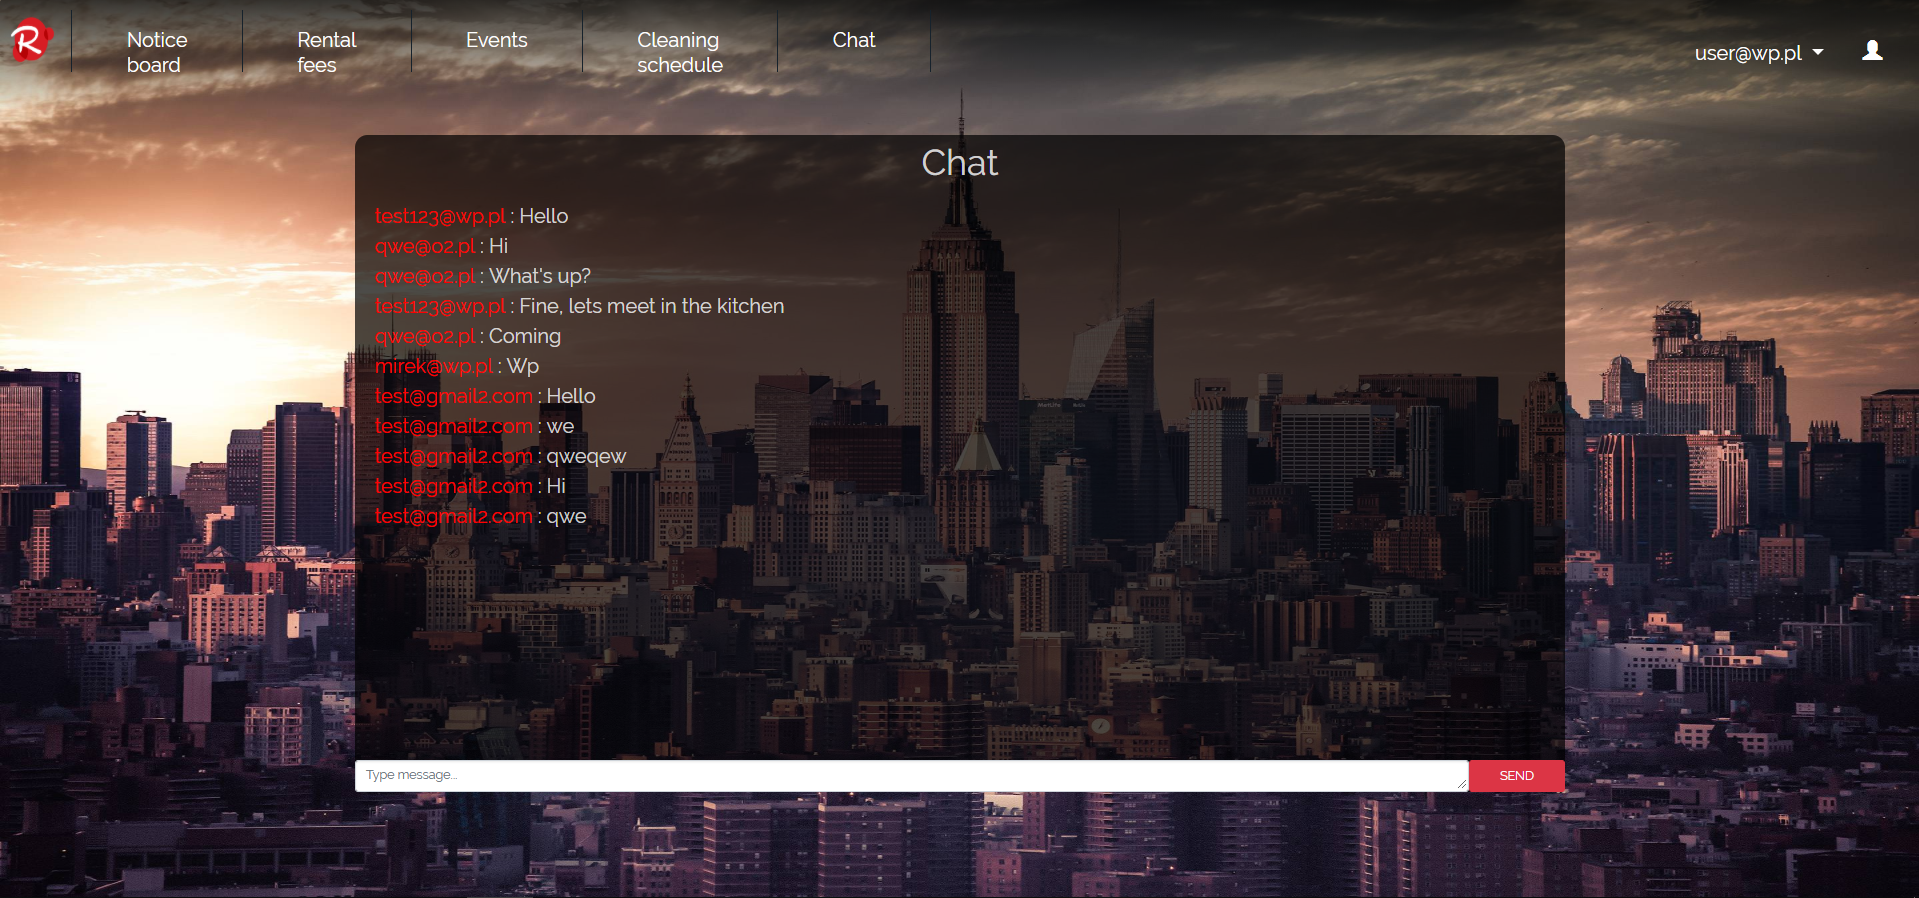 R
Notice
board
Rental
fees
Events
Cleaning
schedule
Chat
user@wp.pl
Chat
test123@wp.pl : Hello
qwe@o2.pl : Hi
qwe@o2.pl : What's up?
test123@wp.pl : Fine, lets meet in the kitchen
qwe@o2.pl : Coming
mirek@wp.pl : Wp
test@gmail2.com : Hello
test@gmail2.com : we
test@gmail2.com : qweqew
test@gmail2.com : Hi
test@gmail2.com : qwe
Type message...
SEND